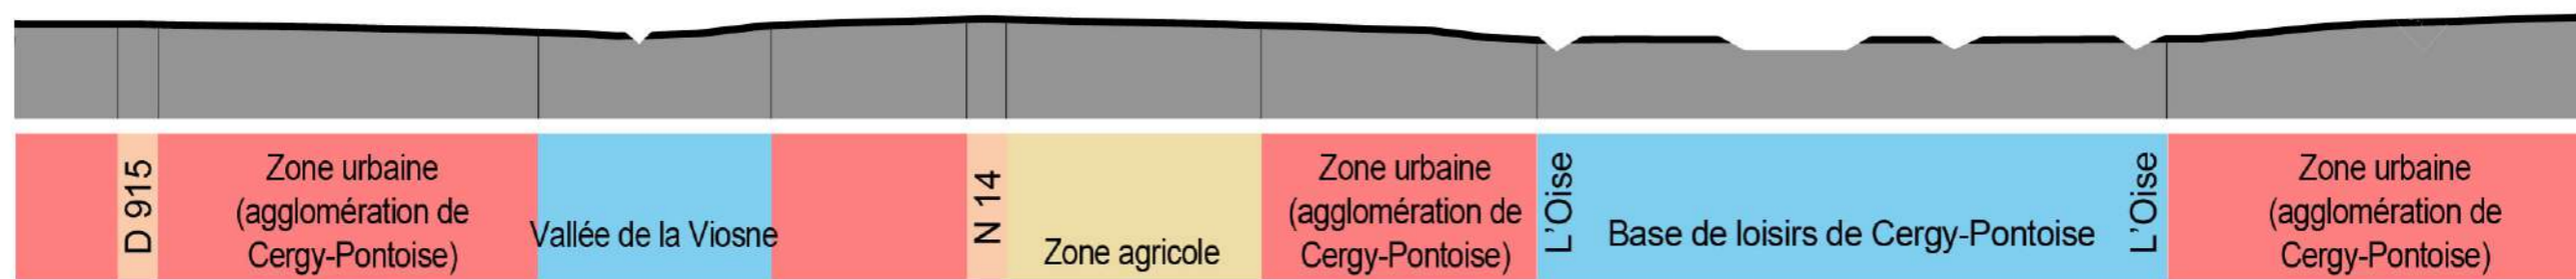 D 915
Zone urbaine
(agglomération de
Cergy-Pontoise)
Vallée de la Viosne
N 14
Zone agricole
Zone urbaine
(agglomération de
Cergy-Pontoise)
L'Oise
Base de loisirs de Cergy-Pontoise
L'Oise
Zone urbaine
(agglomération de
Cergy-Pontoise)